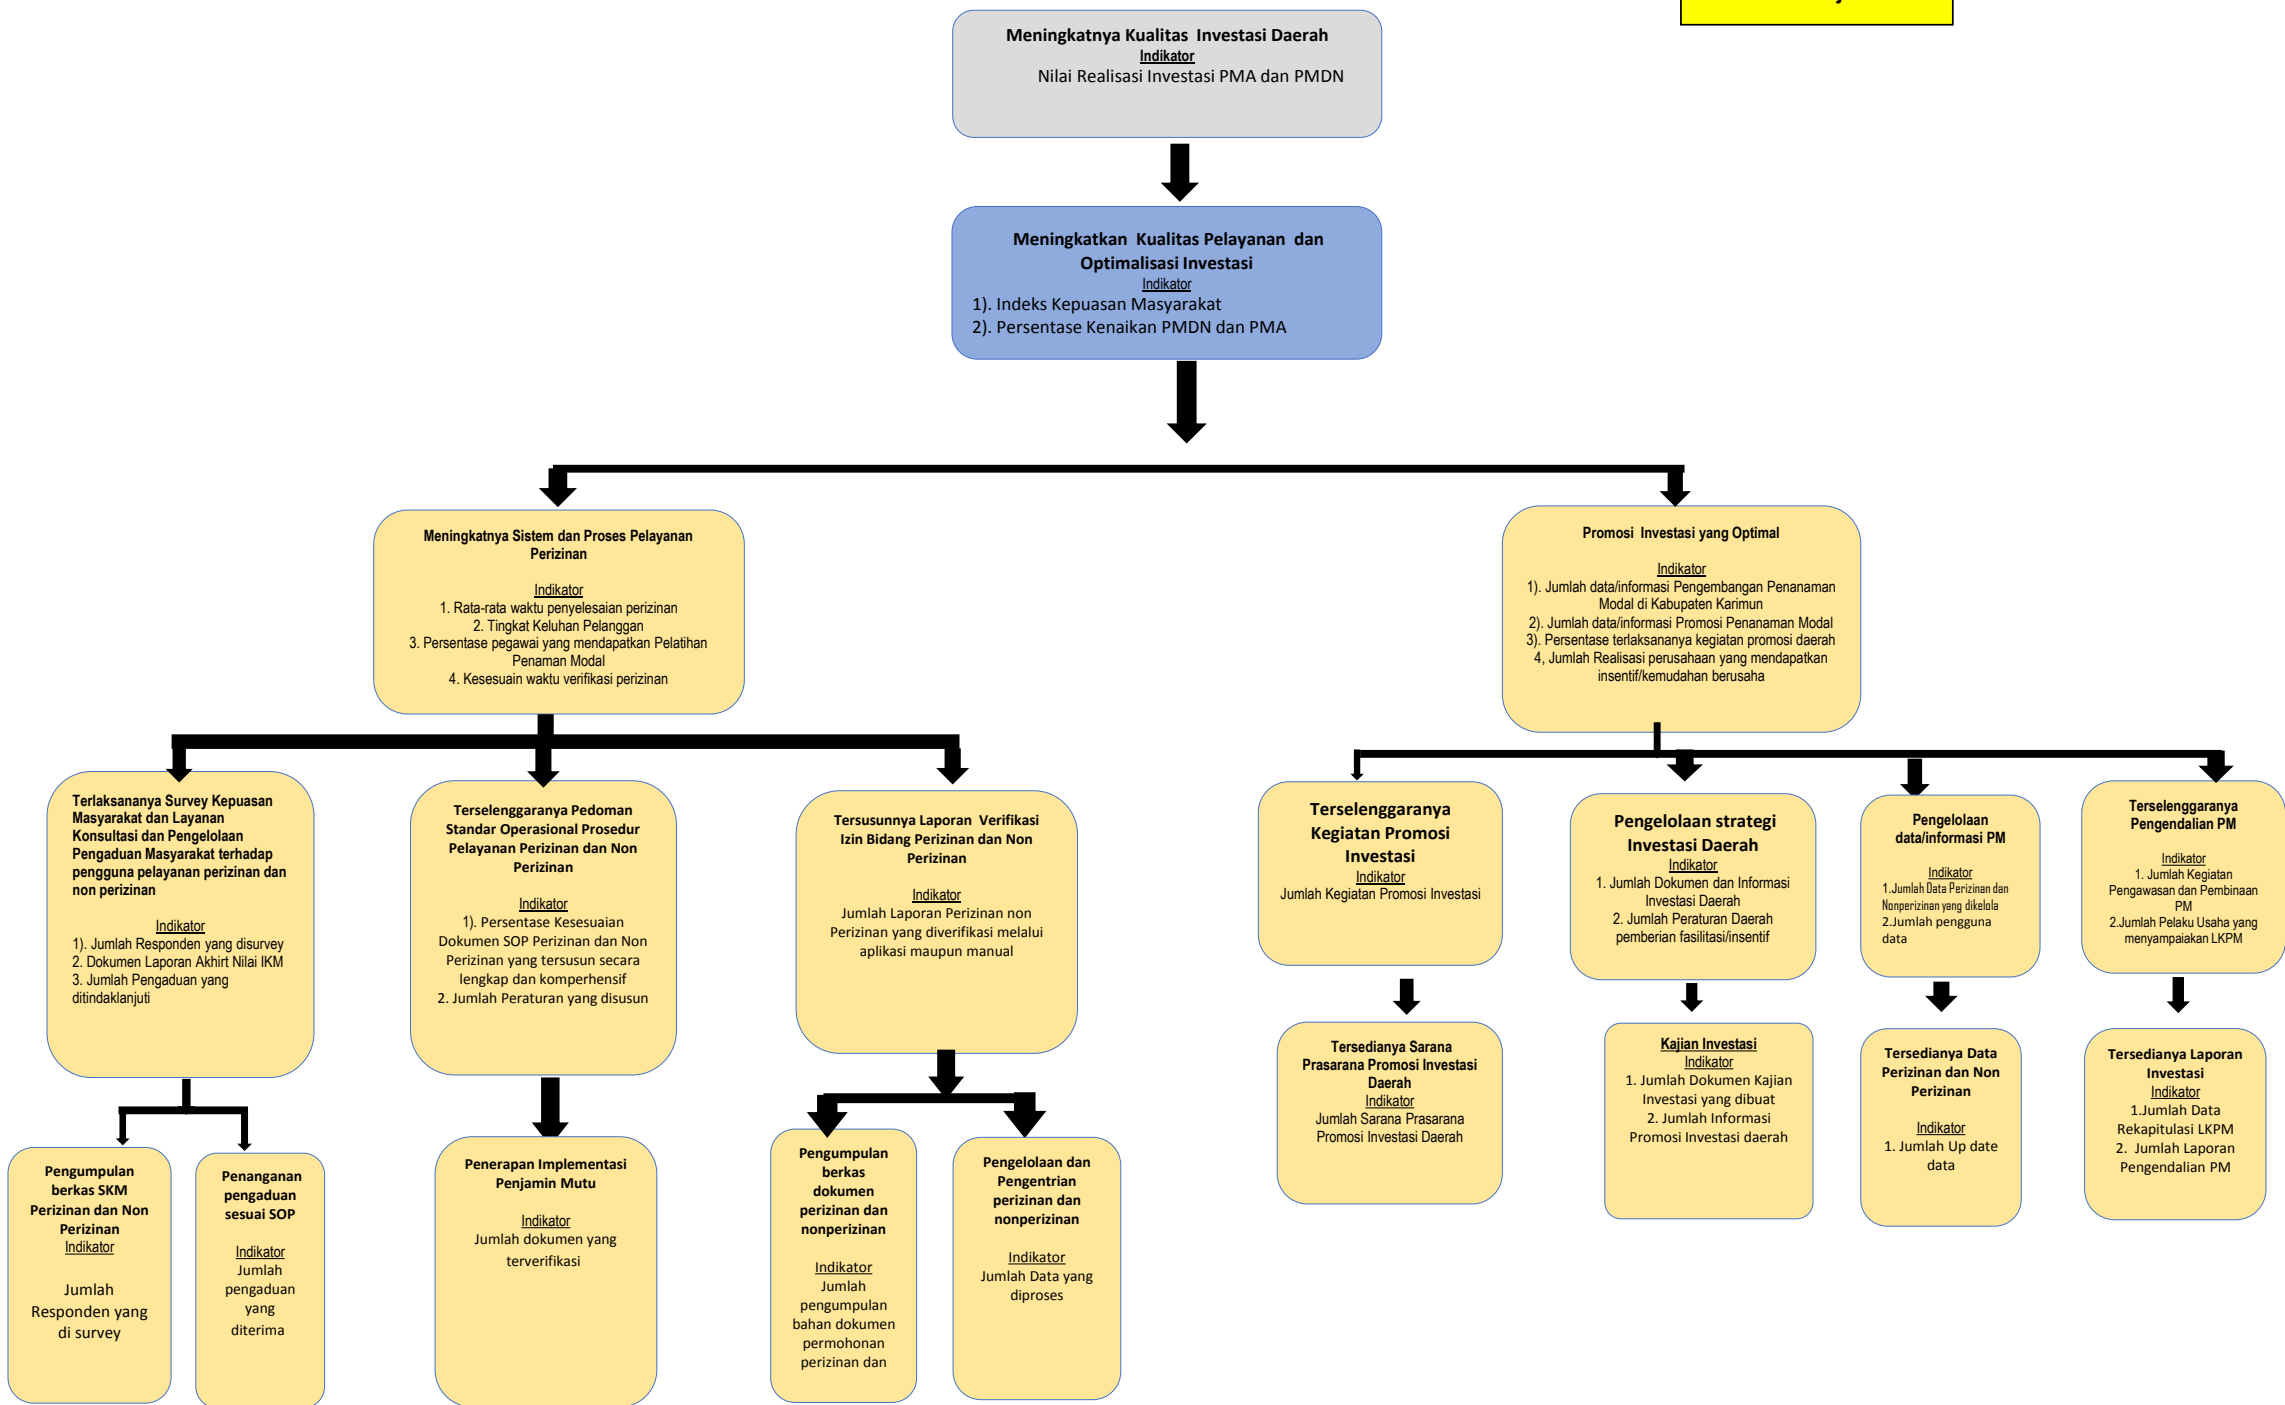 Meningkatnya Kualitas  Investasi Daerah
Indikator
Nilai Realisasi Investasi PMA dan PMDN
Meningkatkan  Kualitas Pelayanan  dan
Optimalisasi Investasi
Indikator
1). Indeks Kepuasan Masyarakat
2). Persentase Kenaikan PMDN dan PMA
Meningkatnya Sistem dan Proses Pelayanan
Perizinan
Indikator
1. Rata-rata waktu penyelesaian perizinan
2. Tingkat Keluhan Pelanggan
3. Persentase pegawai yang mendapatkan Pelatihan
Penaman Modal
4. Kesesuain waktu verifikasi perizinan
Promosi  Investasi yang Optimal
Indikator
1). Jumlah data/informasi Pengembangan Penanaman
Modal di Kabupaten Karimun
2). Jumlah data/informasi Promosi Penanaman Modal
3). Persentase terlaksananya kegiatan promosi daerah
4, Jumlah Realisasi perusahaan yang mendapatkan
insentif/kemudahan berusaha
Terlaksananya Survey Kepuasan
Masyarakat dan Layanan
Konsultasi dan Pengelolaan
Pengaduan Masyarakat terhadap
pengguna pelayanan perizinan dan
non perizinan
Indikator
1). Jumlah Responden yang disurvey
2. Dokumen Laporan Akhirt Nilai IKM
3. Jumlah Pengaduan yang
ditindaklanjuti
Terselenggaranya Pedoman
Standar Operasional Prosedur
Pelayanan Perizinan dan Non
Perizinan
Indikator
1). Persentase Kesesuaian
Dokumen SOP Perizinan dan Non
Perizinan yang tersusun secara
lengkap dan komperhensif
2. Jumlah Peraturan yang disusun
Tersusunnya Laporan  Verifikasi
Izin Bidang Perizinan dan Non
Perizinan
Indikator
Jumlah Laporan Perizinan non
Perizinan yang diverifikasi melalui
aplikasi maupun manual
Terselenggaranya
Kegiatan Promosi
Investasi
Indikator
Jumlah Kegiatan Promosi Investasi
Pengelolaan strategi
Investasi Daerah
Indikator
1. Jumlah Dokumen dan Informasi
Investasi Daerah
2. Jumlah Peraturan Daerah
pemberian fasilitasi/insentif
Pengelolaan
data/informasi PM
Indikator
1.Jumlah Data Perizinan dan
Nonperizinan yang dikelola
2.Jumlah pengguna
data
Terselenggaranya
Pengendalian PM
Indikator
1. Jumlah Kegiatan
Pengawasan dan Pembinaan
PM
2.Jumlah Pelaku Usaha yang
menyampaiakan LKPM
Pengumpulan
berkas SKM
Perizinan dan Non
Perizinan
Indikator
Jumlah
Responden yang
di survey
Penanganan
pengaduan
sesuai SOP
Indikator
Jumlah
pengaduan
yang
diterima
Penerapan Implementasi
Penjamin Mutu
Indikator
Jumlah dokumen yang
terverifikasi
Pengumpulan
berkas
dokumen
perizinan dan
nonperizinan
Indikator
Jumlah
pengumpulan
bahan dokumen
permohonan
perizinan dan
Pengelolaan dan
Pengentrian
perizinan dan
nonperizinan
Indikator
Jumlah Data yang
diproses
Tersedianya Sarana
Prasarana Promosi Investasi
Daerah
Indikator
Jumlah Sarana Prasarana
Promosi Investasi Daerah
Kajian Investasi
Indikator
1. Jumlah Dokumen Kajian
Investasi yang dibuat
2. Jumlah Informasi
Promosi Investasi daerah
Tersedianya Data
Perizinan dan Non
Perizinan
Indikator
1. Jumlah Up date
data
Tersedianya Laporan
Investasi
Indikator
1.Jumlah Data
Rekapitulasi LKPM
2.  Jumlah Laporan
Pengendalian PM